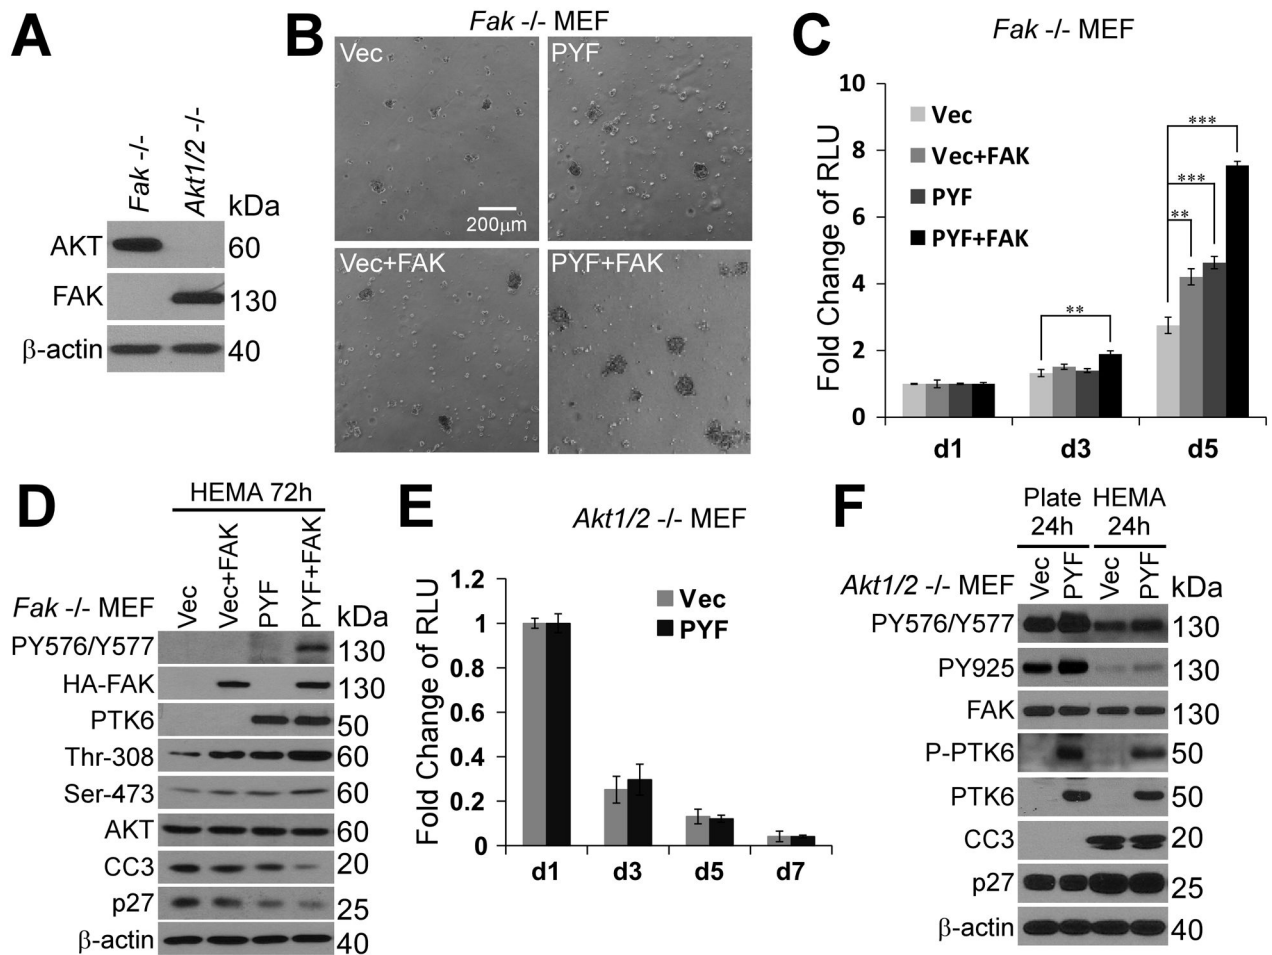 A
Fak -/-
Akt1/2 -/-
kDa
AKT 60
FAK 130
β-actin 40
B
Fak -/- MEF
Vec
PYF
200μm
Vec+FAK
PYF+FAK
C
Fak -/- MEF
Fold Change of RLU
10
8
6
4
2
0
Vec
Vec+FAK
PYF
PYF+FAK
**
**
***
***
d1 d3 d5
D
HEMA 72h
Fak -/- MEF
Vec
Vec+FAK
PYF
PYF+FAK
kDa
PY576/Y577 130
HA-FAK 130
PTK6 50
Thr-308 60
Ser-473 60
AKT 60
CC3 20
p27 25
β-actin 40
E
Akt1/2 -/- MEF
Fold Change of RLU
1.2
1
0.8
0.6
0.4
0.2
0
Vec
PYF
d1 d3 d5 d7
F
Plate HEMA
24h 24h
Akt1/2 -/- MEF
Vec
PYF
Vec
PYF
kDa
PY576/Y577 130
PY925 130
FAK 130
P-PTK6 50
PTK6 50
CC3 20
p27 25
β-actin 40